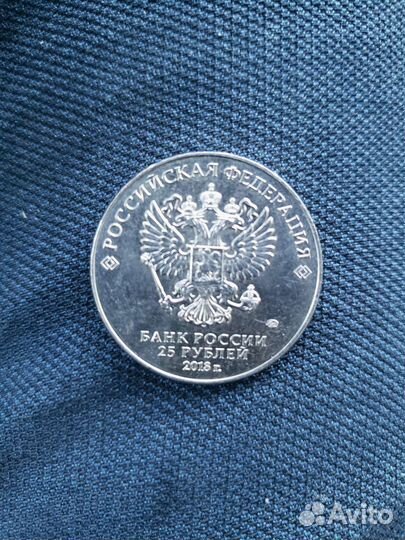 РОССИЙСКАЯ ФЕДЕРАЦИЯ
БАНК РОССИИ
25 РУБЛЕЙ
2018 г.
Avito